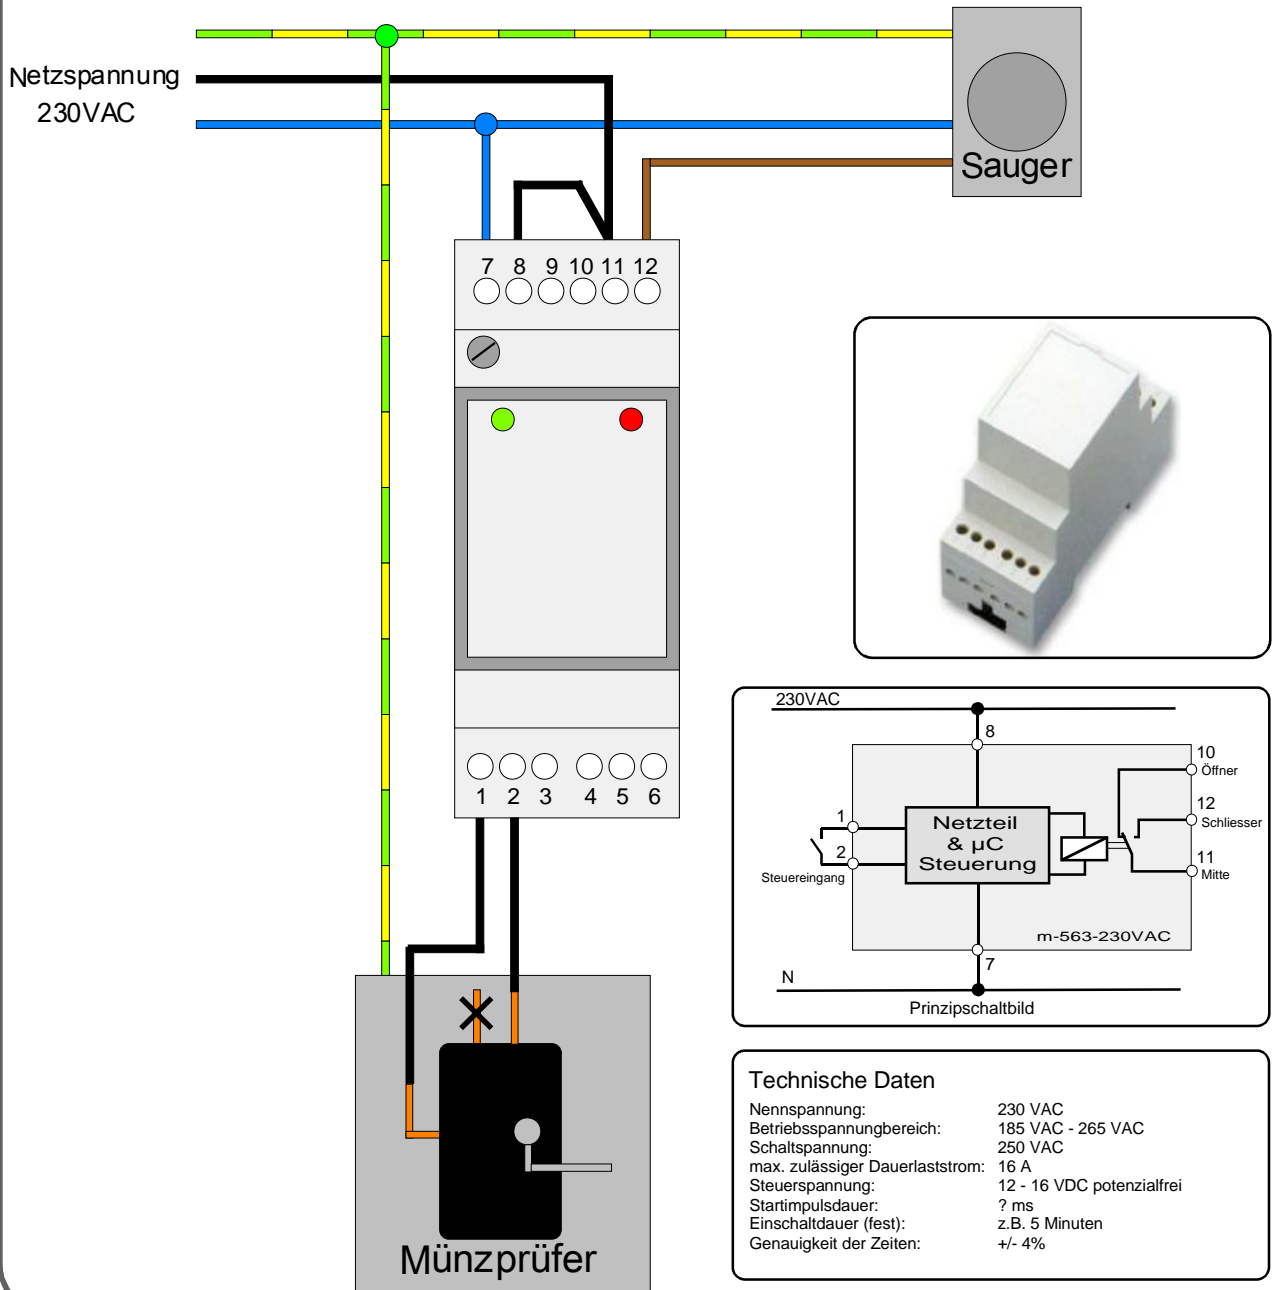 Netzspannung
230VAC
Sauger
7 8 9 10 11 12
1 2 3 4 5 6
Münzprüfer
230VAC
8
10
Öffner
12
Schliesser
11
Mitte
1
2
Steuereingang
Netzteil
& µC
Steuerung
m-563-230VAC
7
N
Prinzipschaltbild
Technische Daten
Nennspannung: 230 VAC
Betriebsspannungbereich: 185 VAC - 265 VAC
Schaltspannung: 250 VAC
max. zulässiger Dauerlaststrom: 16 A
Steuerspannung: 12 - 16 VDC potenzialfrei
Startimpulsdauer: ? ms
Einschaltdauer (fest): z.B. 5 Minuten
Genauigkeit der Zeiten: +/- 4%